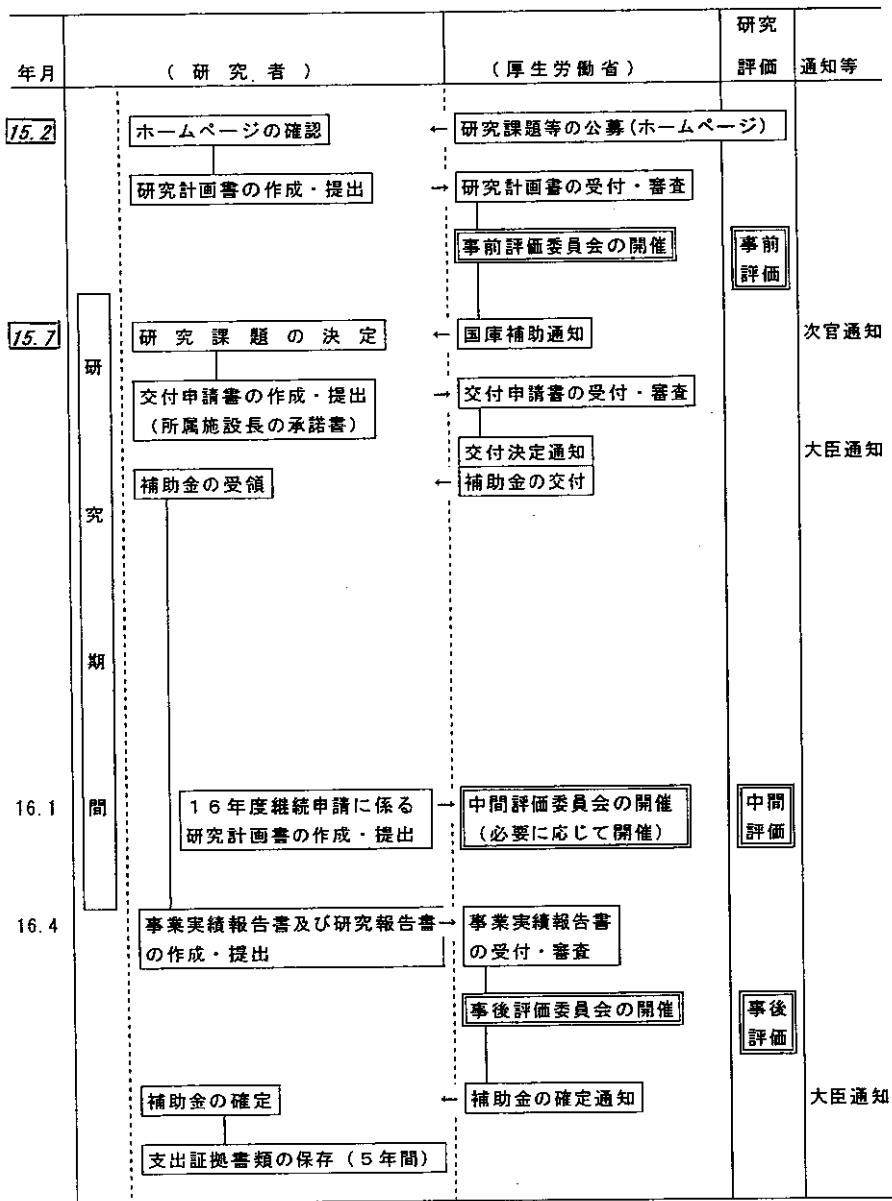 研究
年月 （研究者） （厚生労働省） 評価 通知等
15.2 ホームページの確認 ← 研究課題等の公募（ホームページ）
研究計画書の作成・提出 → 研究計画書の受付・審査
事前評価委員会の開催 事前
評価
15.7 研究課題の決定 ← 国庫補助通知 次官通知
研究期間
交付申請書の作成・提出 → 交付申請書の受付・審査
（所属施設長の承諾書）
交付決定通知 大臣通知
補助金の受領 ← 補助金の交付
16.1 １６年度継続申請に係る → 中間評価委員会の開催 中間
研究計画書の作成・提出 （必要に応じて開催） 評価
16.4 事業実績報告書及び研究報告書 → 事業実績報告書
の作成・提出 の受付・審査
事後評価委員会の開催 事後
評価
補助金の確定 ← 補助金の確定通知 大臣通知
支出証拠書類の保存（５年間）